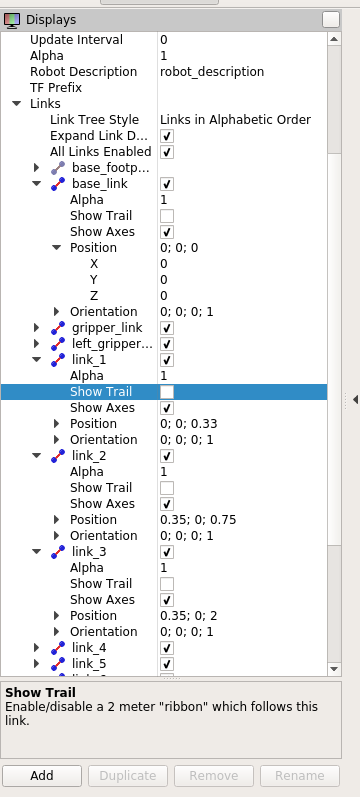 Displays
Update Interval 0
Alpha 1
Robot Description robot_description
TF Prefix
Links
Link Tree Style Links in Alphabetic Order
Expand Link D...
All Links Enabled
base_footp...
base_link
Alpha 1
Show Trail
Show Axes
Position 0; 0; 0
X 0
Y 0
Z 0
Orientation 0; 0; 0; 1
gripper_link
left_gripper...
link_1
Alpha 1
Show Trail
Show Axes
Position 0; 0; 0.33
Orientation 0; 0; 0; 1
link_2
Alpha 1
Show Trail
Show Axes
Position 0.35; 0; 0.75
Orientation 0; 0; 0; 1
link_3
Alpha 1
Show Trail
Show Axes
Position 0.35; 0; 2
Orientation 0; 0; 0; 1
link_4
link_5
Show Trail
Enable/disable a 2 meter "ribbon" which follows this
link.
Add Duplicate Remove Rename